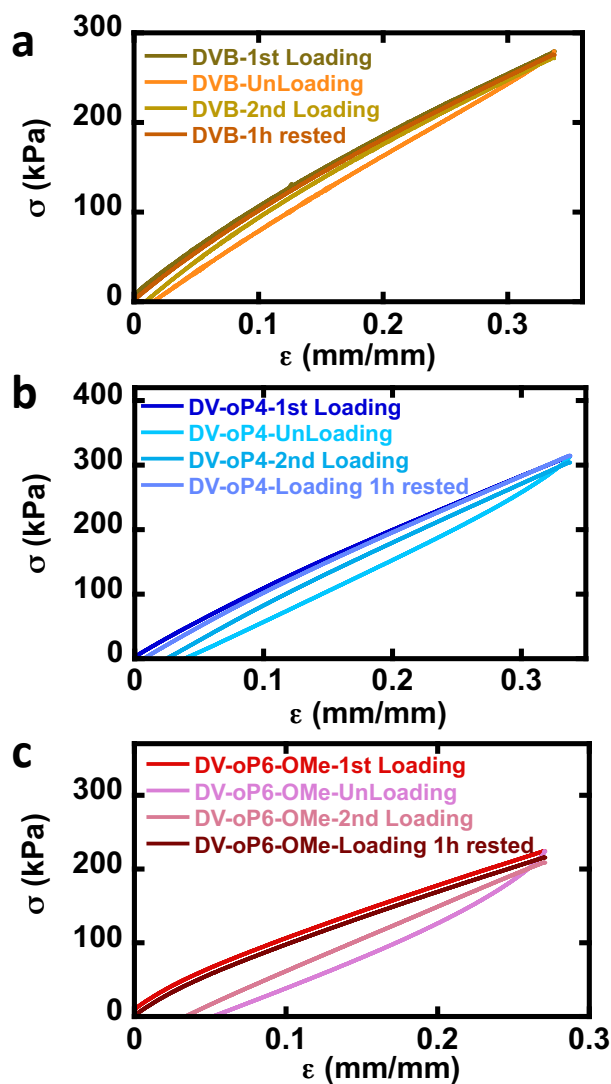 a
300
200
100
0
σ (kPa)
DVB-1st Loading
DVB-UnLoading
DVB-2nd Loading
DVB-1h rested
0 0.1 0.2 0.3
ε (mm/mm)
b
400
300
200
100
0
σ (kPa)
DV-oP4-1st Loading
DV-oP4-UnLoading
DV-oP4-2nd Loading
DV-oP4-Loading 1h rested
0 0.1 0.2 0.3
ε (mm/mm)
c
300
200
100
0
σ (kPa)
DV-oP6-OMe-1st Loading
DV-oP6-OMe-UnLoading
DV-oP6-OMe-2nd Loading
DV-oP6-OMe-Loading 1h rested
0 0.1 0.2 0.3
ε (mm/mm)